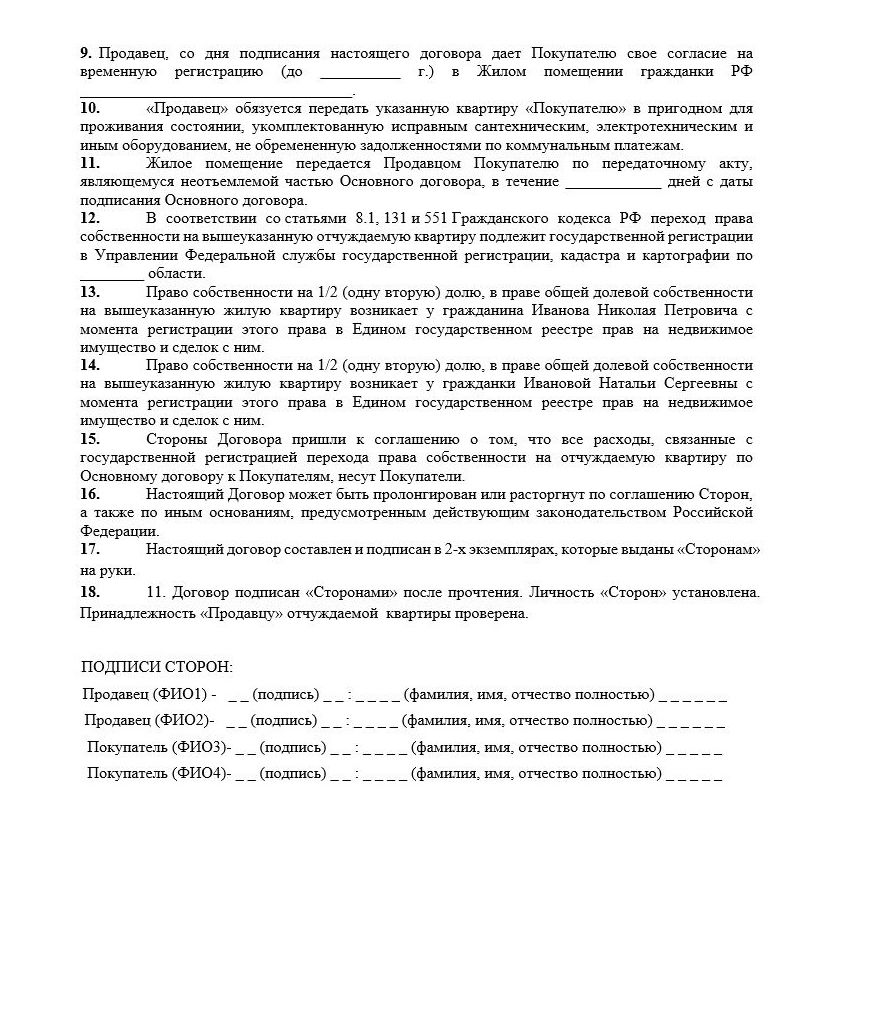 9. Продавец, со дня подписания настоящего договора дает Покупателю свое согласие на
временную регистрацию (до __________ г.) в Жилом помещении гражданки РФ
__________________________________.
10. «Продавец» обязуется передать указанную квартиру «Покупателю» в пригодном для
проживания состоянии, укомплектованную исправным сантехническим, электротехническим и
иным оборудованием, не обремененную задолженностями по коммунальным платежам.
11. Жилое помещение передается Продавцом Покупателю по передаточному акту,
являющемуся неотъемлемой частью Основного договора, в течение ____________ дней с даты
подписания Основного договора.
12. В соответствии со статьями 8.1, 131 и 551 Гражданского кодекса РФ переход права
собственности на вышеуказанную отчуждаемую квартиру подлежит государственной регистрации
в Управлении Федеральной службы государственной регистрации, кадастра и картографии по
________ области.
13. Право собственности на 1/2 (одну вторую) долю, в праве общей долевой собственности
на вышеуказанную жилую квартиру возникает у гражданина Иванова Николая Петровича с
момента регистрации этого права в Едином государственном реестре прав на недвижимое
имущество и сделок с ним.
14. Право собственности на 1/2 (одну вторую) долю, в праве общей долевой собственности
на вышеуказанную жилую квартиру возникает у гражданки Ивановой Натальи Сергеевны с
момента регистрации этого права в Едином государственном реестре прав на недвижимое
имущество и сделок с ним.
15. Стороны Договора пришли к соглашению о том, что все расходы, связанные с
государственной регистрацией перехода права собственности на отчуждаемую квартиру по
Основному договору к Покупателям, несут Покупатели.
16. Настоящий Договор может быть пролонгирован или расторгнут по соглашению Сторон,
а также по иным основаниям, предусмотренным действующим законодательством Российской
Федерации.
17. Настоящий договор составлен и подписан в 2-х экземплярах, которые выданы «Сторонам»
на руки.
18. 11. Договор подписан «Сторонами» после прочтения. Личность «Сторон» установлена.
Принадлежность «Продавцу» отчуждаемой квартиры проверена.
ПОДПИСИ СТОРОН:
Продавец (ФИО1) - _ _ (подпись) _ _ : _ _ _ _ (фамилия, имя, отчество полностью) _ _ _ _ _ _
Продавец (ФИО2)- _ _ (подпись) _ _ : _ _ _ _ (фамилия, имя, отчество полностью) _ _ _ _ _ _
Покупатель (ФИО3)- _ _ (подпись) _ _ : _ _ _ _ (фамилия, имя, отчество полностью) _ _ _ _ _
Покупатель (ФИО4)- _ _ (подпись) _ _ : _ _ _ _ (фамилия, имя, отчество полностью) _ _ _ _ _